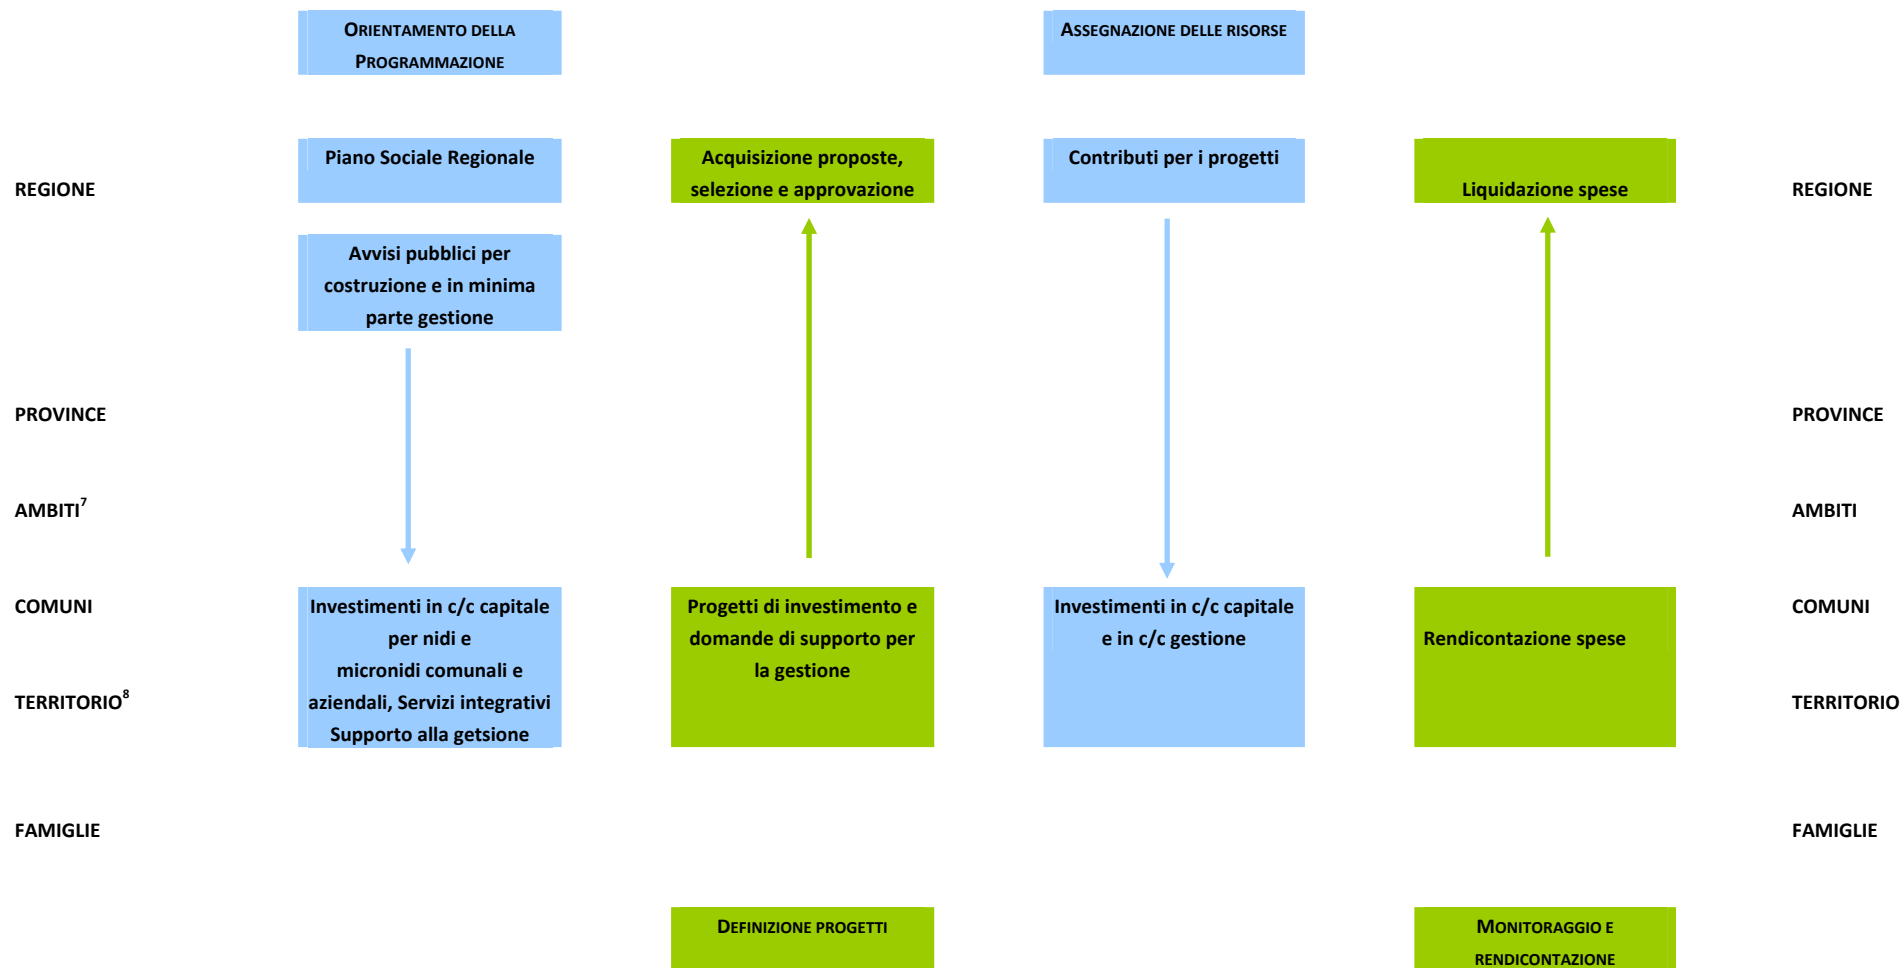 ORIENTAMENTO DELLA
PROGRAMMAZIONE
ASSEGNAZIONE DELLE RISORSE
REGIONE
Piano Sociale Regionale
Acquisizione proposte,
selezione e approvazione
Contributi per i progetti
Liquidazione spese
REGIONE
Avvisi pubblici per
costruzione e in minima
parte gestione
PROVINCE
PROVINCE
AMBITI7
AMBITI
COMUNI
Investimenti in c/c capitale
per nidi e
micronidi comunali e
aziendali, Servizi integrativi
Supporto alla getsione
Progetti di investimento e
domande di supporto per
la gestione
Investimenti in c/c capitale
e in c/c gestione
Rendicontazione spese
COMUNI
TERRITORIO8
TERRITORIO
FAMIGLIE
FAMIGLIE
DEFINIZIONE PROGETTI
MONITORAGGIO E
RENDICONTAZIONE